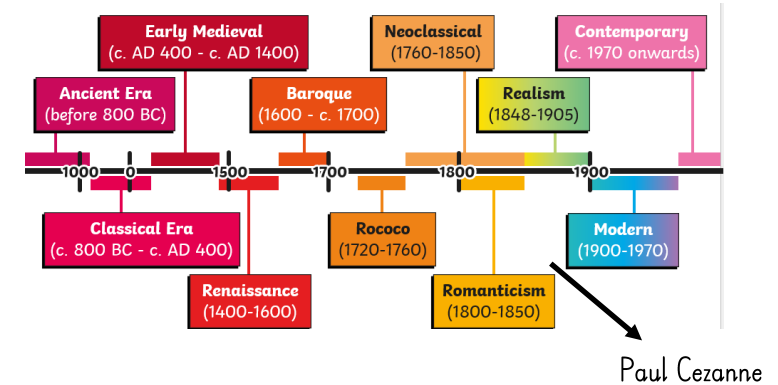 Early Medieval
(c. AD 400 - c. AD 1400)
Neoclassical
(1760-1850)
Contemporary
(c. 1970 onwards)
Ancient Era
(before 800 BC)
Baroque
(1600 - c. 1700)
Realism
(1848-1905)
1000 0 1500 1700 1800 1900
Classical Era
(c. 800 BC - c. AD 400)
Rococo
(1720-1760)
Modern
(1900-1970)
Renaissance
(1400-1600)
Romanticism
(1800-1850)
Paul Cezanne